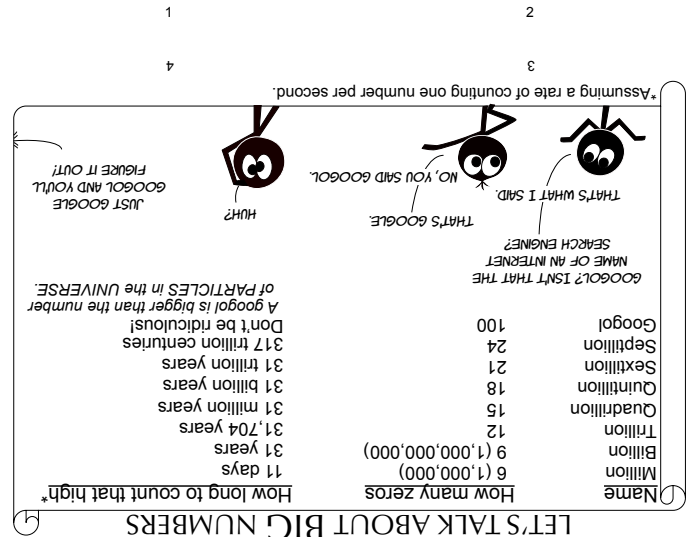 1 2
LET'S TALK ABOUT BIG NUMBERS
Name How many zeros How long to count that high*
Million 6 (1,000,000) 11 days
Billion 9 (1,000,000,000) 31 years
Trillion 12 31,704 years
Quadrillion 15 31 million years
Quintillion 18 31 billion years
Sextillion 21 31 trillion years
Septillion 24 317 trillion centuries
Googol 100 Don't be ridiculous!
A googol is bigger than the number
of PARTICLES in the UNIVERSE.
GOOGOL? ISN'T THAT THE
NAME OF AN INTERNET
SEARCH ENGINE?
THAT'S GOOGLE.
THAT'S WHAT I SAID.
NO, YOU SAID GOOGOL.
HUH?
JUST GOOGLE
GOOGOL AND YOU'LL
FIGURE IT OUT!
*Assuming a rate of counting one number per second.
3 4